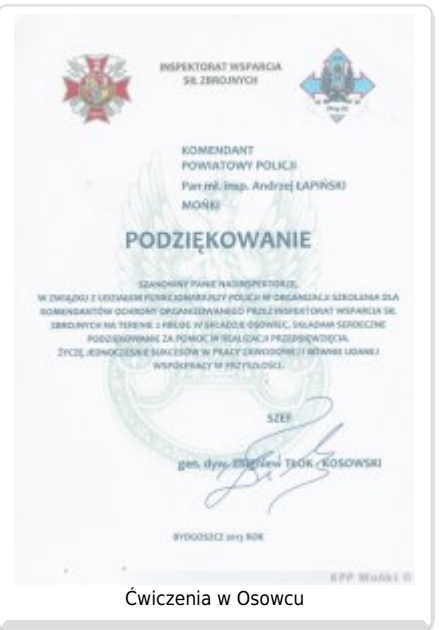 INSPEKTORAT WSPARCIA
SIŁ ZBROJNYCH
KOMENDANT
POWIATOWY POLICJI
Pan mł. insp. Andrzej ŁAPIŃSKI
MOŃKI
PODZIĘKOWANIE
SZANOWNY PANIE NADINSPEKTORZE,
W ZWIĄZKU Z UDZIAŁEM FUNKCJONARIUSZY POLICJI W ORGANIZACJI SZKOLENIA DLA
KOMENDANTÓW OCHRONY ORGANIZOWANEGO PRZEZ INSPEKTORAT WSPARCIA SIŁ
ZBROJNYCH NA TERENIE 2 RBLOG W SKŁADZIE OSOWIEC, SKŁADAM SERDECZNE
PODZIĘKOWANIE ZA POMOC W REALIZACJI PRZEDSIĘWZIĘCIA.
ŻYCZĘ JEDNOCZEŚNIE SUKCESÓW W PRACY ZAWODOWEJ I RÓWNIE UDANEJ
WSPÓŁPRACY W PRZYSZŁOŚCI.
SZEF
gen. dyw. Zbigniew TŁOK - KOSOWSKI
BYDGOSZCZ 2013 ROK
KPP Mońki
Ćwiczenia w Osowcu